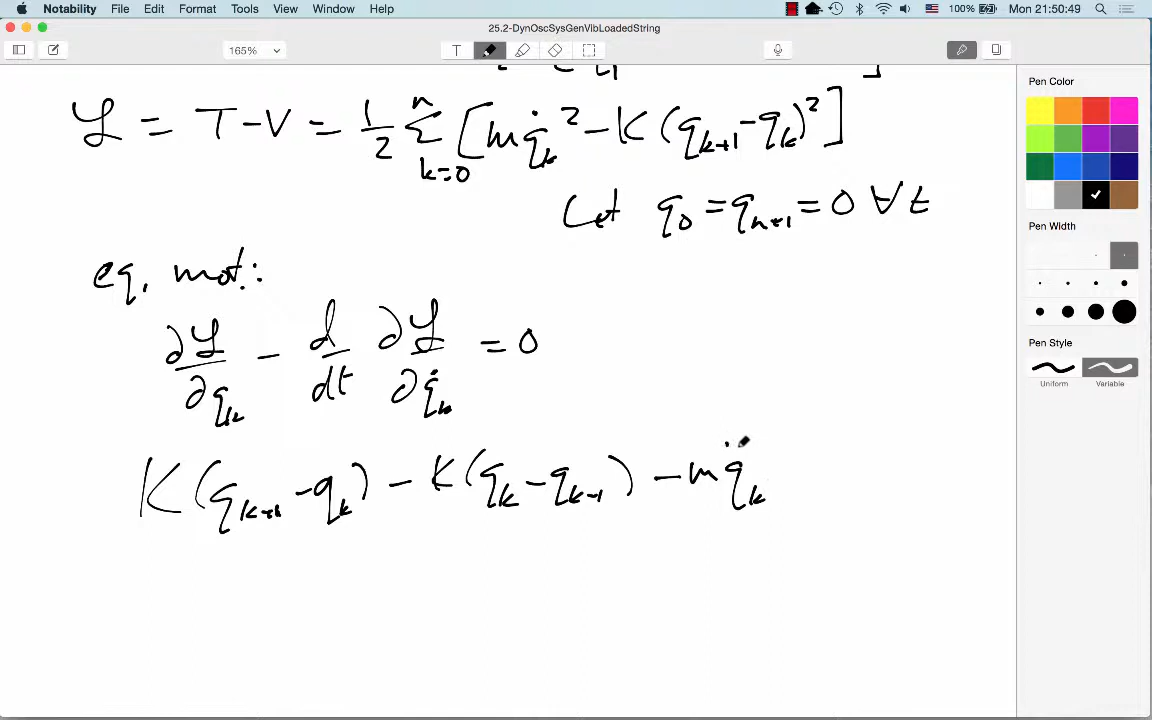 Notability File Edit Format Tools View Window Help 100% Mon 21:50:49
25.2-DynOscSysGenVibLoadedString
165%
T
Pen Color
ℒ = T - V = 1/2 Σ_{k=0}^{n} [m q̇_k² - K(q_{k+1} - q_k)²]
Let q_0 = q_{n+1} = 0 ∀ t
Pen Width
eq. mot.:
∂ℒ/∂q_k - d/dt ∂ℒ/∂q̇_k = 0
Pen Style
Uniform Variable
K(q_{k+1} - q_k) - K(q_k - q_{k-1}) - m q̇_k